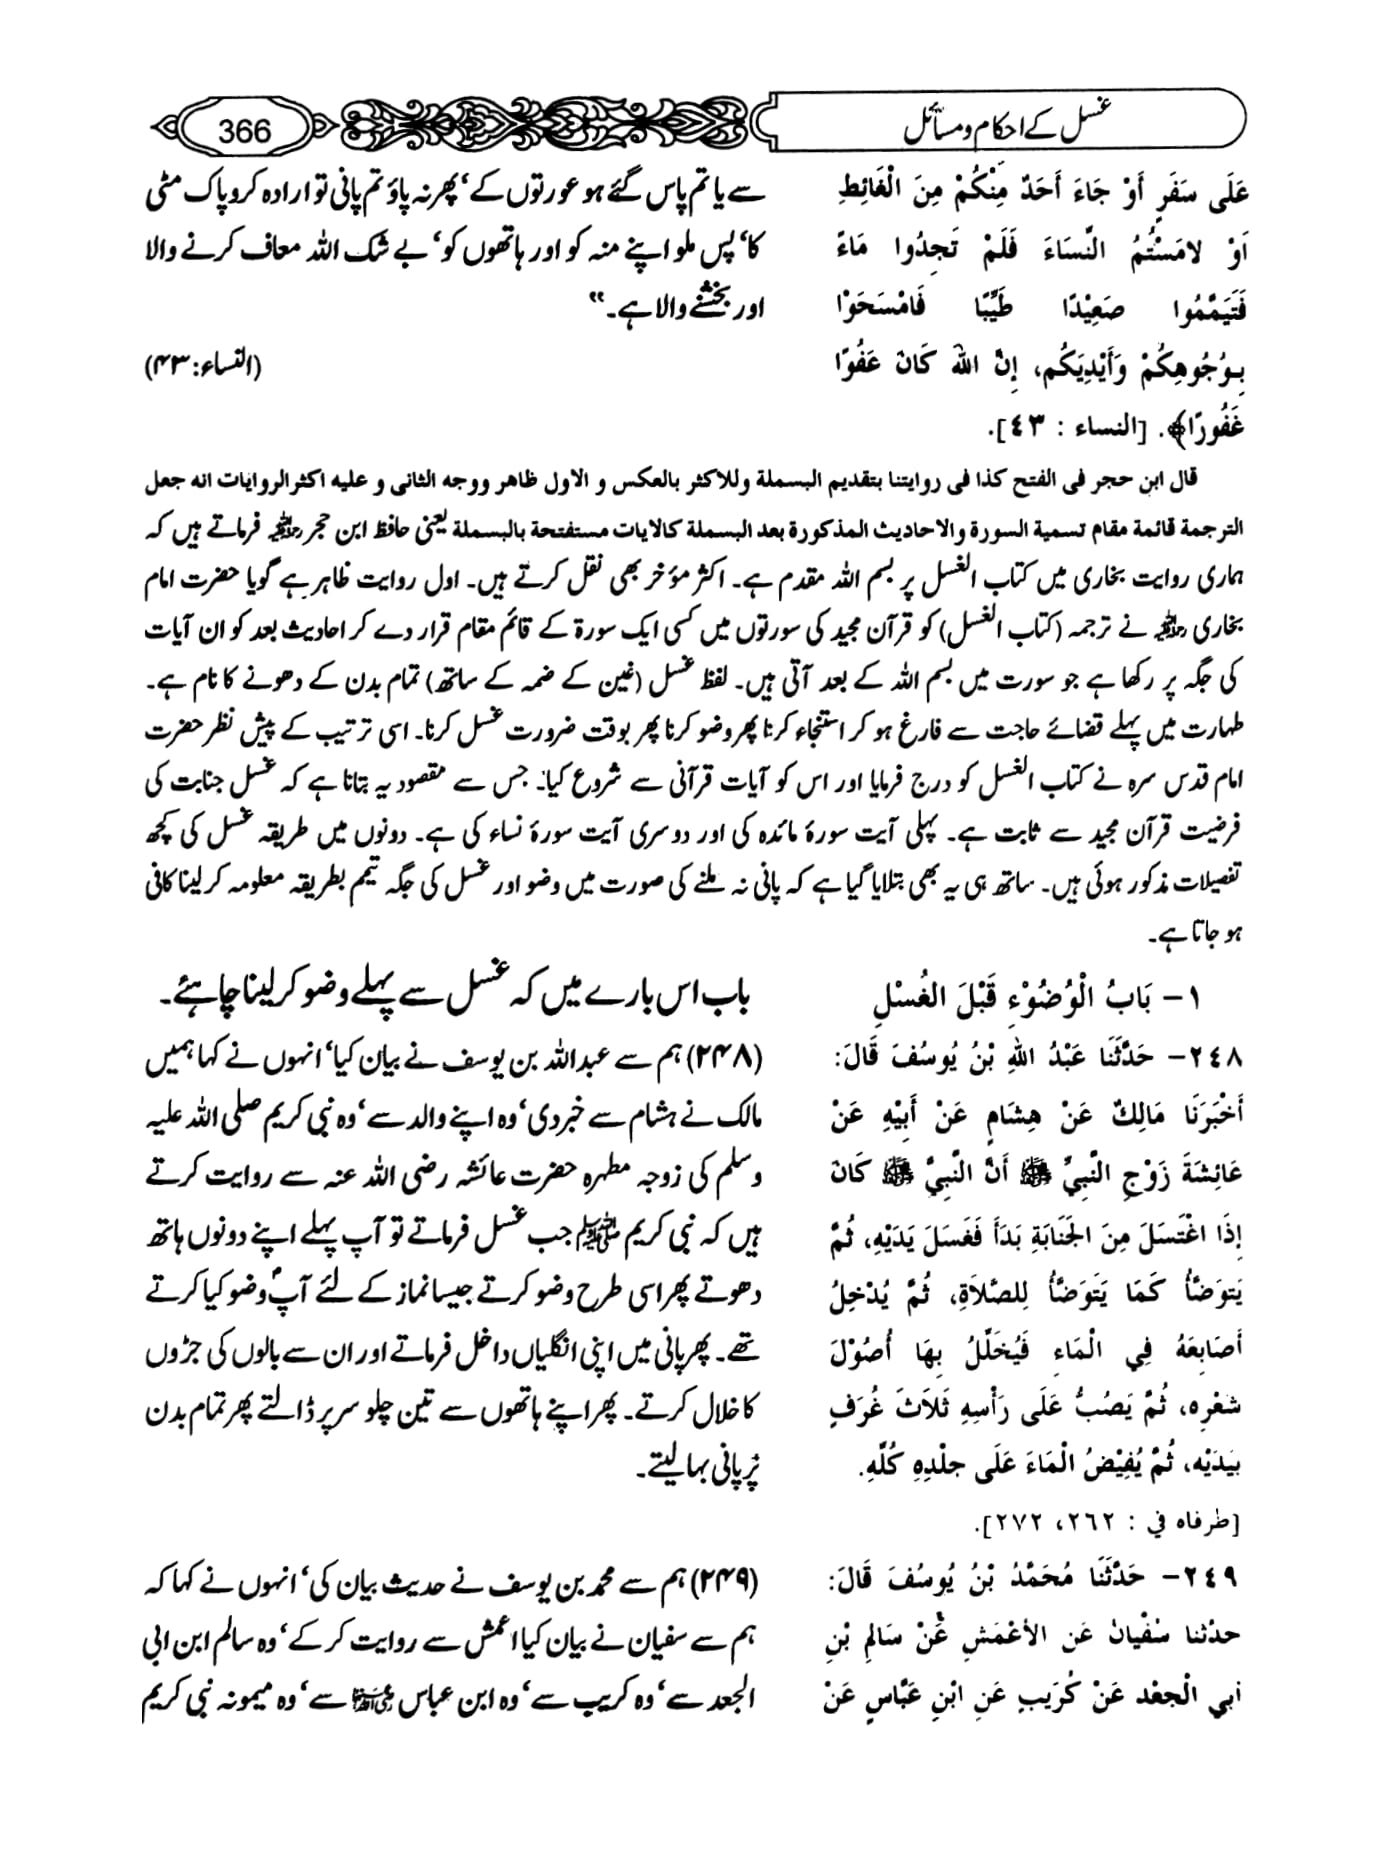 غسل کے احکام و مسائل
366
عَلَى سَفَرٍ أَوْ جَاءَ أَحَدٌ مِنْكُمْ مِنَ الْغَائِطِ
أَوْ لاَمَسْتُمُ النِّسَاءَ فَلَمْ تَجِدُوا مَاءً
فَتَيَمَّمُوا صَعِيْدًا طَيِّبًا فَامْسَحَوْا
بِوُجُوهِكُمْ وَأَيْدِيَكُم، إِنَّ اللهَ كَانَ عَفُوًا
غَفُورًا﴾. [النساء : ٤٣].
سے یا تم پاس گئے ہو عورتوں کے‘ پھر نہ پاؤ تم پانی تو ارادہ کرو پاک مٹی
کا‘ پس ملو اپنے منہ کو اور ہاتھوں کو‘ بے شک اللہ معاف کرنے والا
اور بخشنے والا ہے۔“
(النساء: ۴۳)
قال ابن حجر فی الفتح کذا فی روایتنا بتقدیم البسملة وللاکثر بالعکس و الاول ظاهر ووجه الثانی و علیه اکثر الروایات انه جعل
الترجمة قائمة مقام تسمیة السورة والاحادیث المذکورة بعد البسملة کالایات مستفتحة بالبسملة یعنی حافظ ابن حجر رحمۃ اللہ علیہ فرماتے ہیں کہ
ہماری روایت بخاری میں کتاب الغسل پر بسم اللہ مقدم ہے۔ اکثر مؤخر بھی نقل کرتے ہیں۔ اول روایت ظاہر ہے گویا حضرت امام
بخاری رحمۃ اللہ علیہ نے ترجمہ (کتاب الغسل) کو قرآن مجید کی سورتوں میں کسی ایک سورۃ کے قائم مقام قرار دے کر احادیث بعد کو ان آیات
کی جگہ پر رکھا ہے جو سورت میں بسم اللہ کے بعد آتی ہیں۔ لفظ غسل (غین کے ضمہ کے ساتھ) تمام بدن کے دھونے کا نام ہے۔
طہارت میں پہلے قضائے حاجت سے فارغ ہو کر استنجاء کرنا پھر وضو کرنا پھر بوقت ضرورت غسل کرنا۔ اسی ترتیب کے پیش نظر حضرت
امام قدس سرہ نے کتاب الغسل کو درج فرمایا اور اس کو آیات قرآنی سے شروع کیا۔ جس سے مقصود یہ بتانا ہے کہ غسل جنابت کی
فرضیت قرآن مجید سے ثابت ہے۔ پہلی آیت سورۂ مائدہ کی اور دوسری آیت سورۂ نساء کی ہے۔ دونوں میں طریقہ غسل کی کچھ
تفصیلات مذکور ہوئی ہیں۔ ساتھ ہی یہ بھی بتلایا گیا ہے کہ پانی نہ ملنے کی صورت میں وضو اور غسل کی جگہ تیمم بطریقہ معلومہ کر لینا کافی
ہو جاتا ہے۔
١- بَابُ الْوُضُوْءِ قَبْلَ الْغُسْلِ
٢٤٨- حَدَّثَنَا عَبْدُ اللهِ بْنُ يُوسُفَ قَالَ:
أَخْبَرَنَا مَالِكٌ عَنْ هِشَامٍ عَنْ أَبِيْهِ عَنْ
عَائِشَةَ زَوْجِ النَّبِيِّ ﷺ أَنَّ النَّبِيَّ ﷺ كَانَ
إِذَا اغْتَسَلَ مِنَ الْجَنَابَةِ بَدَأَ فَغَسَلَ يَدَيْهِ، ثُمَّ
يَتَوَضَّأُ كَمَا يَتَوَضَّأُ لِلصَّلاَةِ، ثُمَّ يُدْخِلُ
أَصَابِعَهُ فِي الْمَاءِ فَيُخَلِّلُ بِهَا أُصُوْلَ
شَعْرِهِ، ثُمَّ يَصُبُّ عَلَى رَأْسِهِ ثَلاَثَ غُرَفٍ
بِيَدَيْهِ، ثُمَّ يُفِيْضُ الْمَاءَ عَلَى جِلْدِهِ كُلِّهِ.
[طرفاه في : ٢٦٢، ٢٧٢].
٢٤٩- حَدَّثَنَا مُحَمَّدُ بْنُ يُوسُفَ قَالَ:
حدثنا سُفْيَانُ عَنِ الأَعْمَشِ عَنْ سَالِمِ بْنِ
أَبِي الْجَعْدِ عَنْ كُرَيْبٍ عَنِ ابْنِ عَبَّاسٍ عَنْ
باب اس بارے میں کہ غسل سے پہلے وضو کر لینا چاہئے۔
(۲۴۸) ہم سے عبداللہ بن یوسف نے بیان کیا‘ انہوں نے کہا ہمیں
مالک نے ہشام سے خبر دی‘ وہ اپنے والد سے‘ وہ نبی کریم صلی اللہ علیہ
وسلم کی زوجہ مطہرہ حضرت عائشہ رضی اللہ عنہ سے روایت کرتے
ہیں کہ نبی کریم ﷺ جب غسل فرماتے تو آپ پہلے اپنے دونوں ہاتھ
دھوتے پھر اسی طرح وضو کرتے جیسا نماز کے لئے آپؐ وضو کیا کرتے
تھے۔ پھر پانی میں اپنی انگلیاں داخل فرماتے اور ان سے بالوں کی جڑوں
کا خلال کرتے۔ پھر اپنے ہاتھوں سے تین چلو سر پر ڈالتے پھر تمام بدن
پر پانی بہا لیتے۔
(۲۴۹) ہم سے محمد بن یوسف نے حدیث بیان کی‘ انہوں نے کہا کہ
ہم سے سفیان نے بیان کیا اعمش سے روایت کر کے‘ وہ سالم ابن ابی
الجعد سے‘ وہ کریب سے‘ وہ ابن عباس رضی اللہ عنہما سے‘ وہ میمونہ نبی کریم